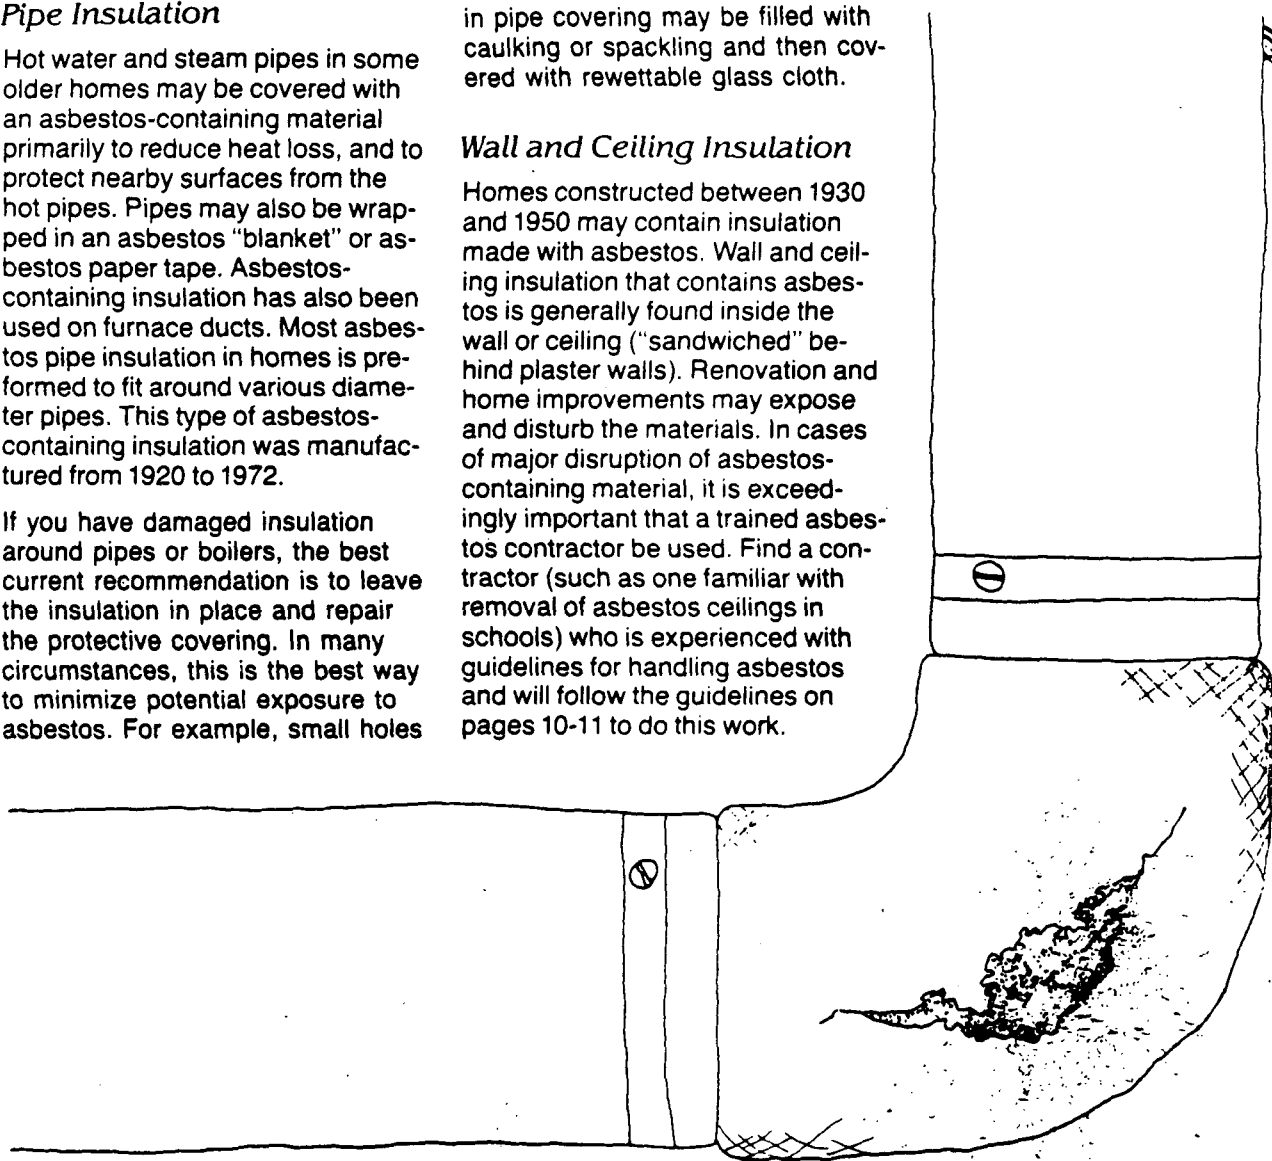 Pipe Insulation
Hot water and steam pipes in some
older homes may be covered with
an asbestos-containing material
primarily to reduce heat loss, and to
protect nearby surfaces from the
hot pipes. Pipes may also be wrap-
ped in an asbestos “blanket” or as-
bestos paper tape. Asbestos-
containing insulation has also been
used on furnace ducts. Most asbes-
tos pipe insulation in homes is pre-
formed to fit around various diame-
ter pipes. This type of asbestos-
containing insulation was manufac-
tured from 1920 to 1972.
If you have damaged insulation
around pipes or boilers, the best
current recommendation is to leave
the insulation in place and repair
the protective covering. In many
circumstances, this is the best way
to minimize potential exposure to
asbestos. For example, small holes
in pipe covering may be filled with
caulking or spackling and then cov-
ered with rewettable glass cloth.
Wall and Ceiling Insulation
Homes constructed between 1930
and 1950 may contain insulation
made with asbestos. Wall and ceil-
ing insulation that contains asbes-
tos is generally found inside the
wall or ceiling (“sandwiched” be-
hind plaster walls). Renovation and
home improvements may expose
and disturb the materials. In cases
of major disruption of asbestos-
containing material, it is exceed-
ingly important that a trained asbes-
tos contractor be used. Find a con-
tractor (such as one familiar with
removal of asbestos ceilings in
schools) who is experienced with
guidelines for handling asbestos
and will follow the guidelines on
pages 10-11 to do this work.